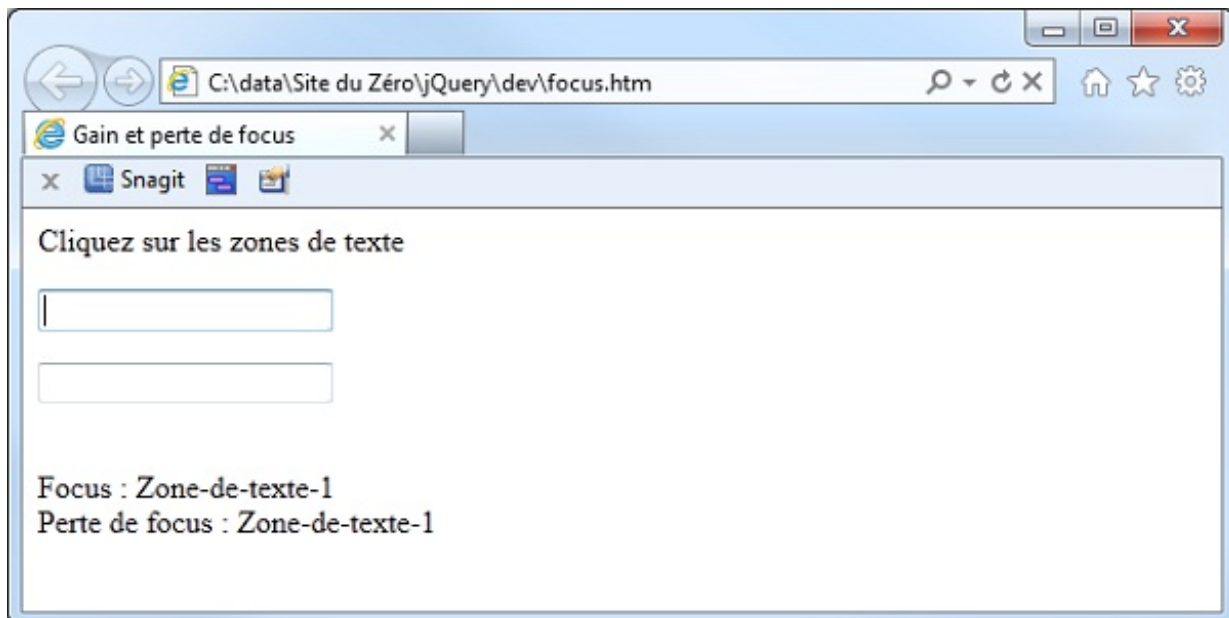 C:\data\Site du Zéro\jQuery\dev\focus.htm
Gain et perte de focus
Snagit
Cliquez sur les zones de texte
Focus : Zone-de-texte-1
Perte de focus : Zone-de-texte-1